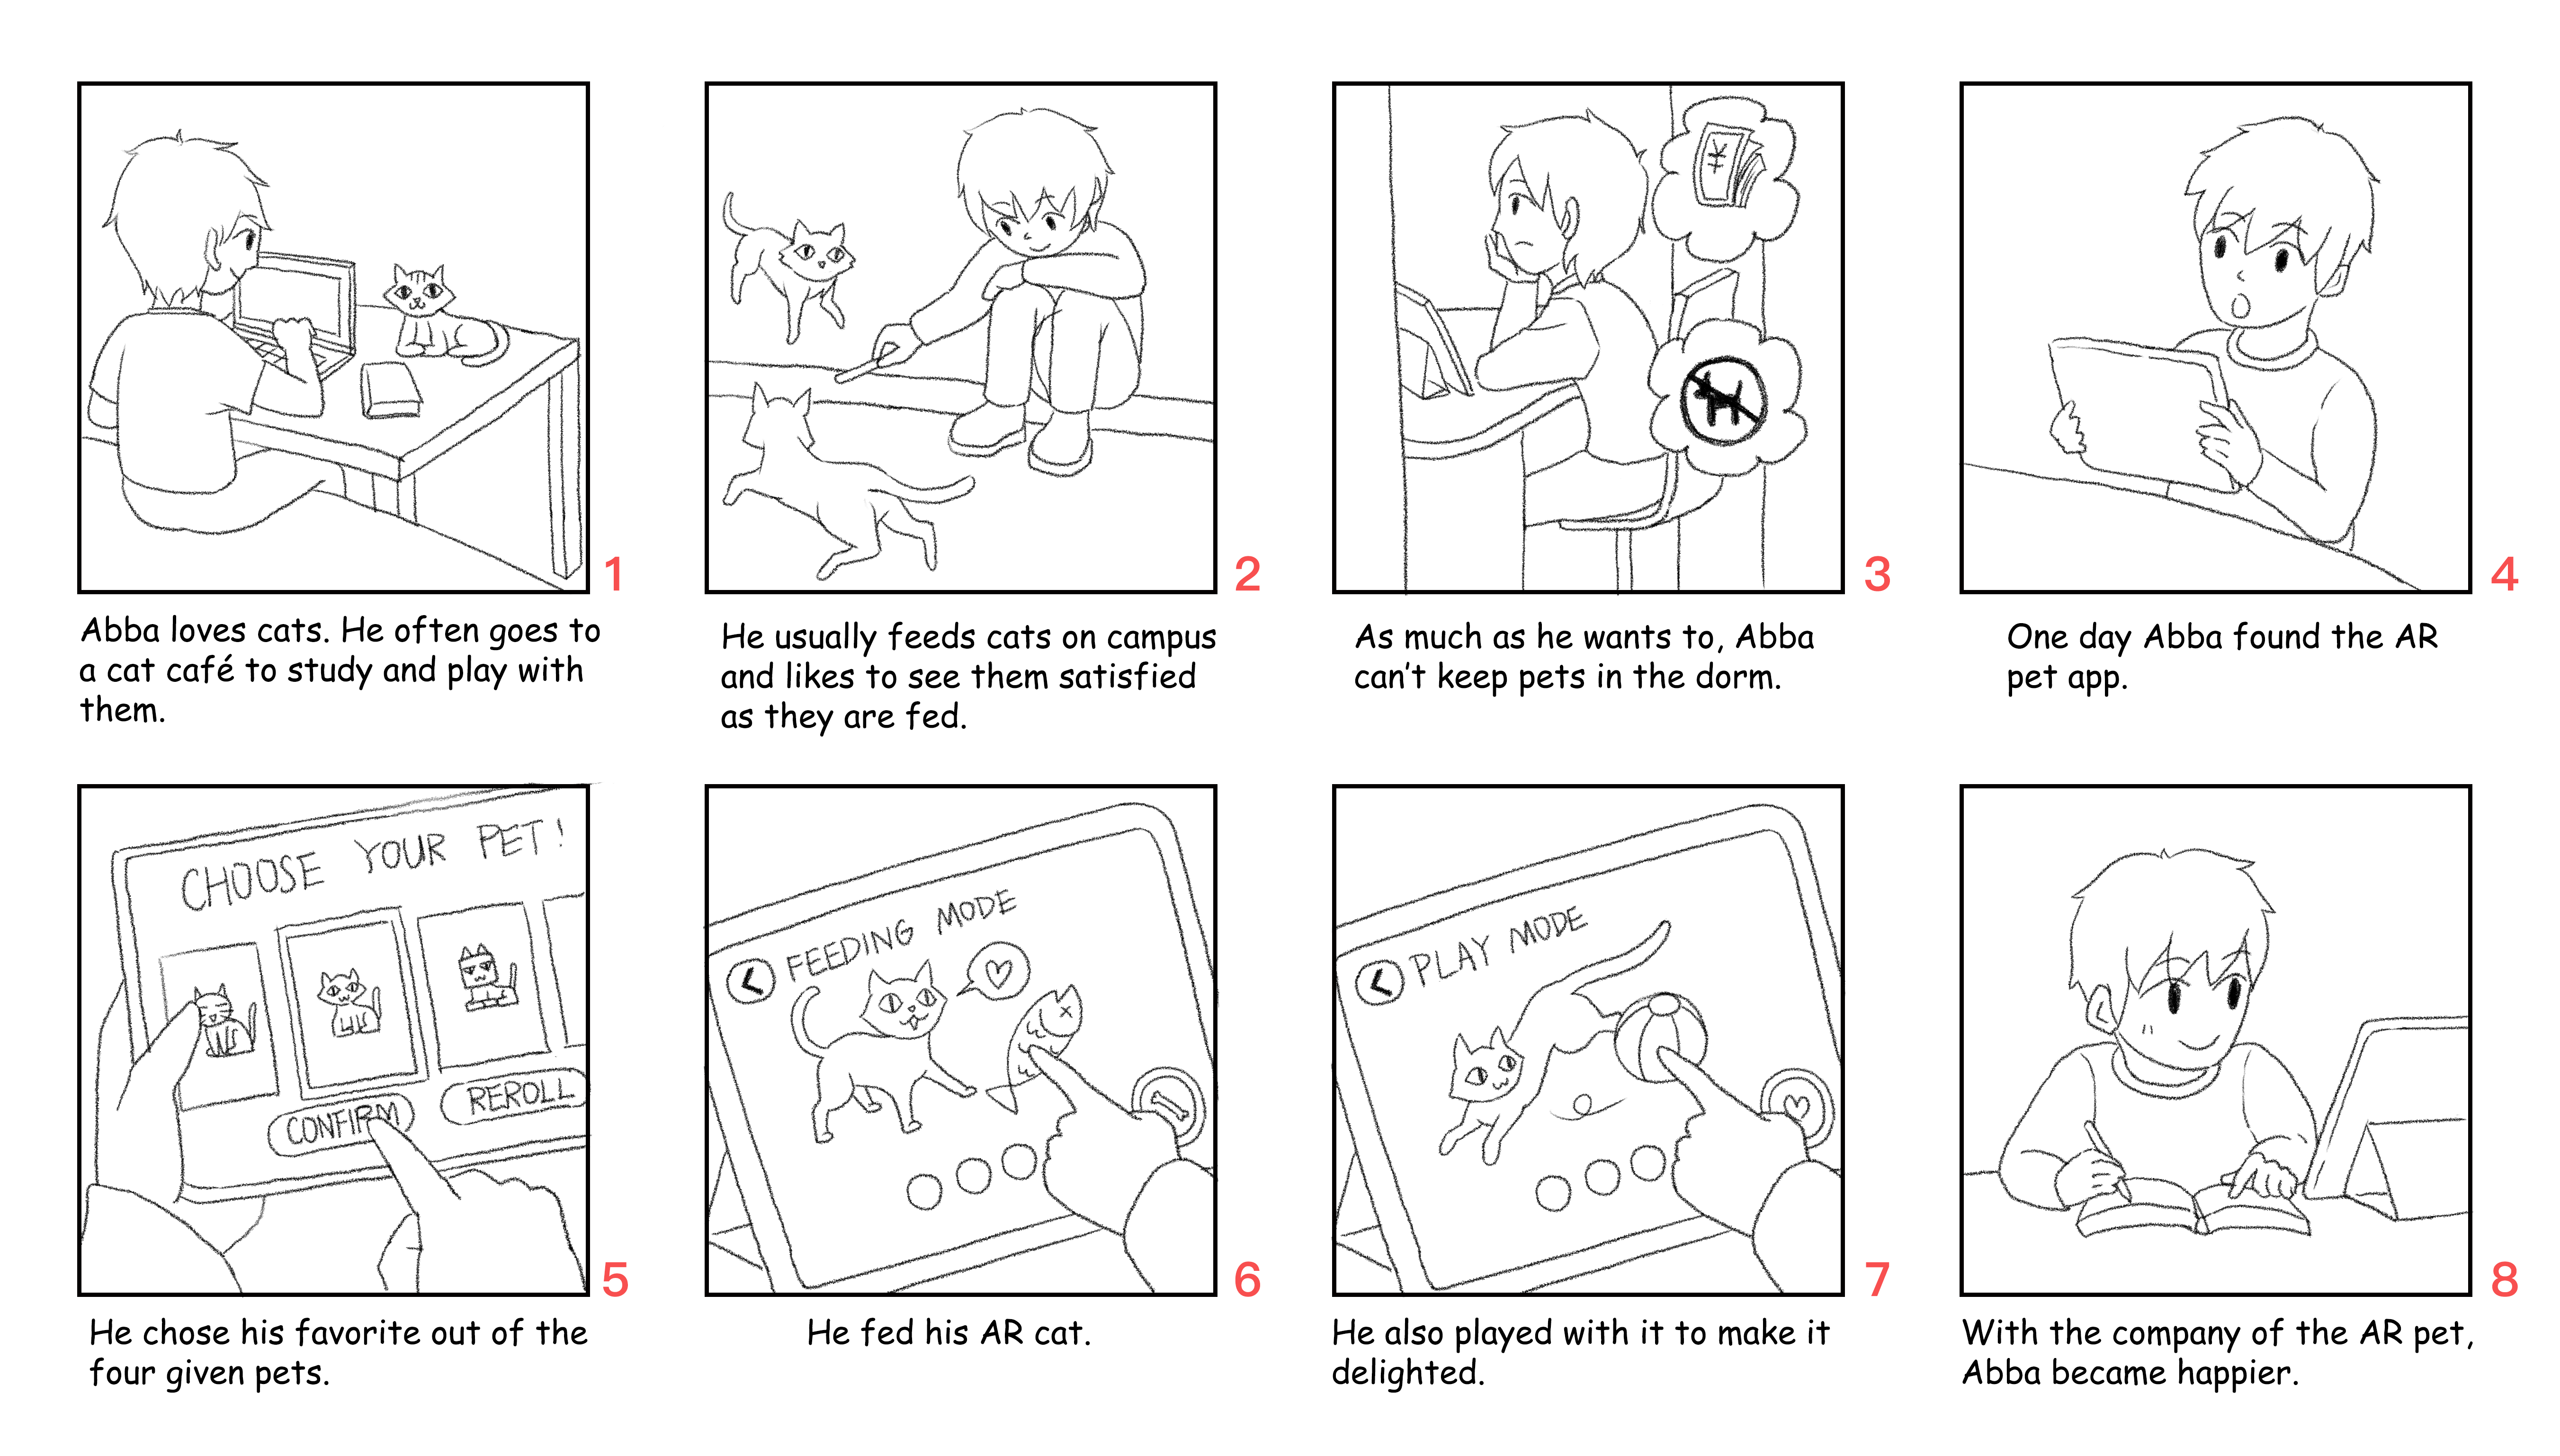 ¥
1
2
3
4
Abba loves cats. He often goes to
a cat café to study and play with
them.
He usually feeds cats on campus
and likes to see them satisfied
as they are fed.
As much as he wants to, Abba
can't keep pets in the dorm.
One day Abba found the AR
pet app.
CHOOSE YOUR PET!
CONFIRM
REROLL
FEEDING MODE
PLAY MODE
5
6
7
8
He chose his favorite out of the
four given pets.
He fed his AR cat.
He also played with it to make it
delighted.
With the company of the AR pet,
Abba became happier.